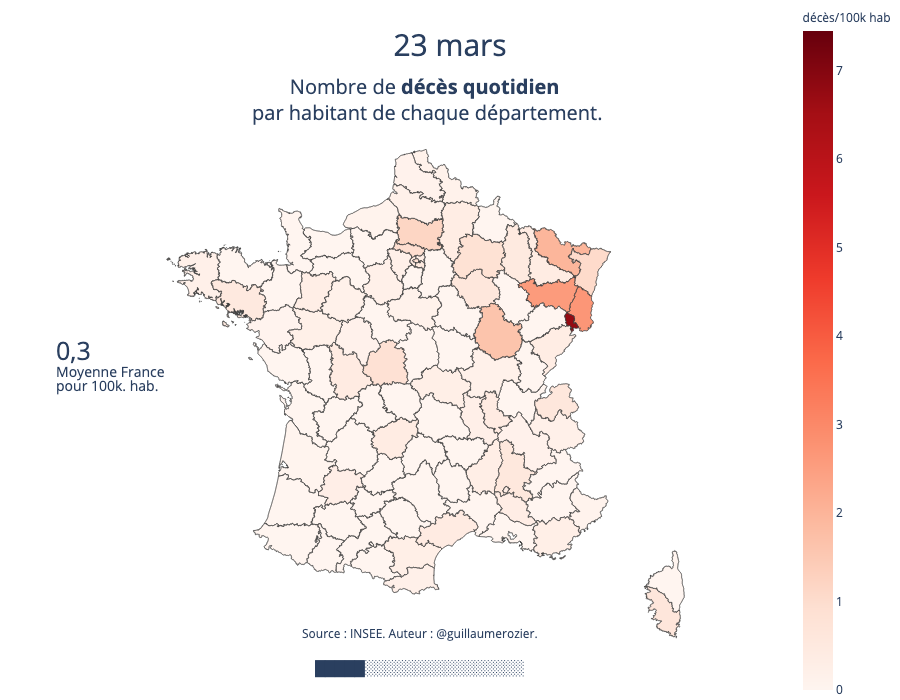 décès/100k hab
23 mars
Nombre de décès quotidien
par habitant de chaque département.
7
6
5
4
3
2
1
0
0,3
Moyenne France
pour 100k. hab.
Source : INSEE. Auteur : @guillaumerozier.